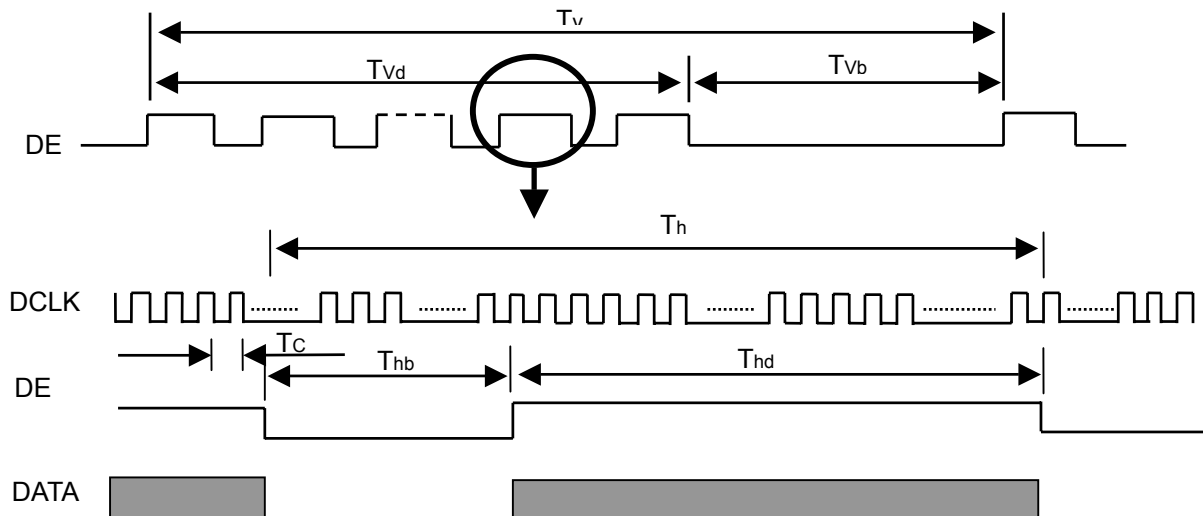 Tv
TVd
TVb
DE
Th
DCLK
TC
Thb
Thd
DE
DATA